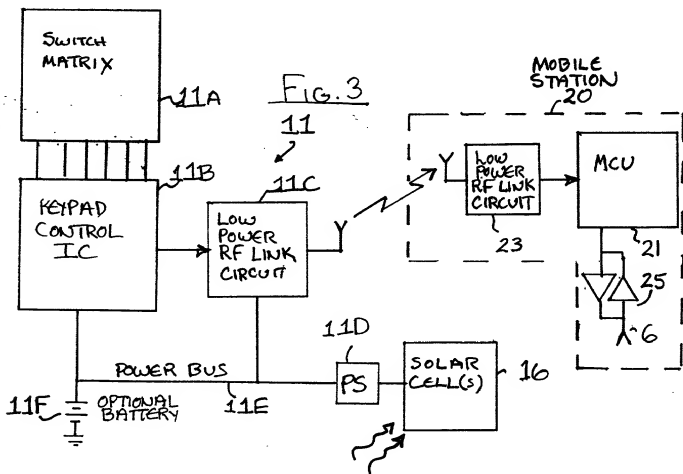 SWITCH
MATRIX
11A
FIG. 3
11
MOBILE
STATION
20
11B
KEYPAD
CONTROL
IC
11C
LOW
POWER
RF LINK
CIRCUIT
LOW
POWER
RF LINK
CIRCUIT
23
MCU
21
25
6
11D
PS
SOLAR
CELL(S)
16
POWER BUS
11E
11F
OPTIONAL
BATTERY